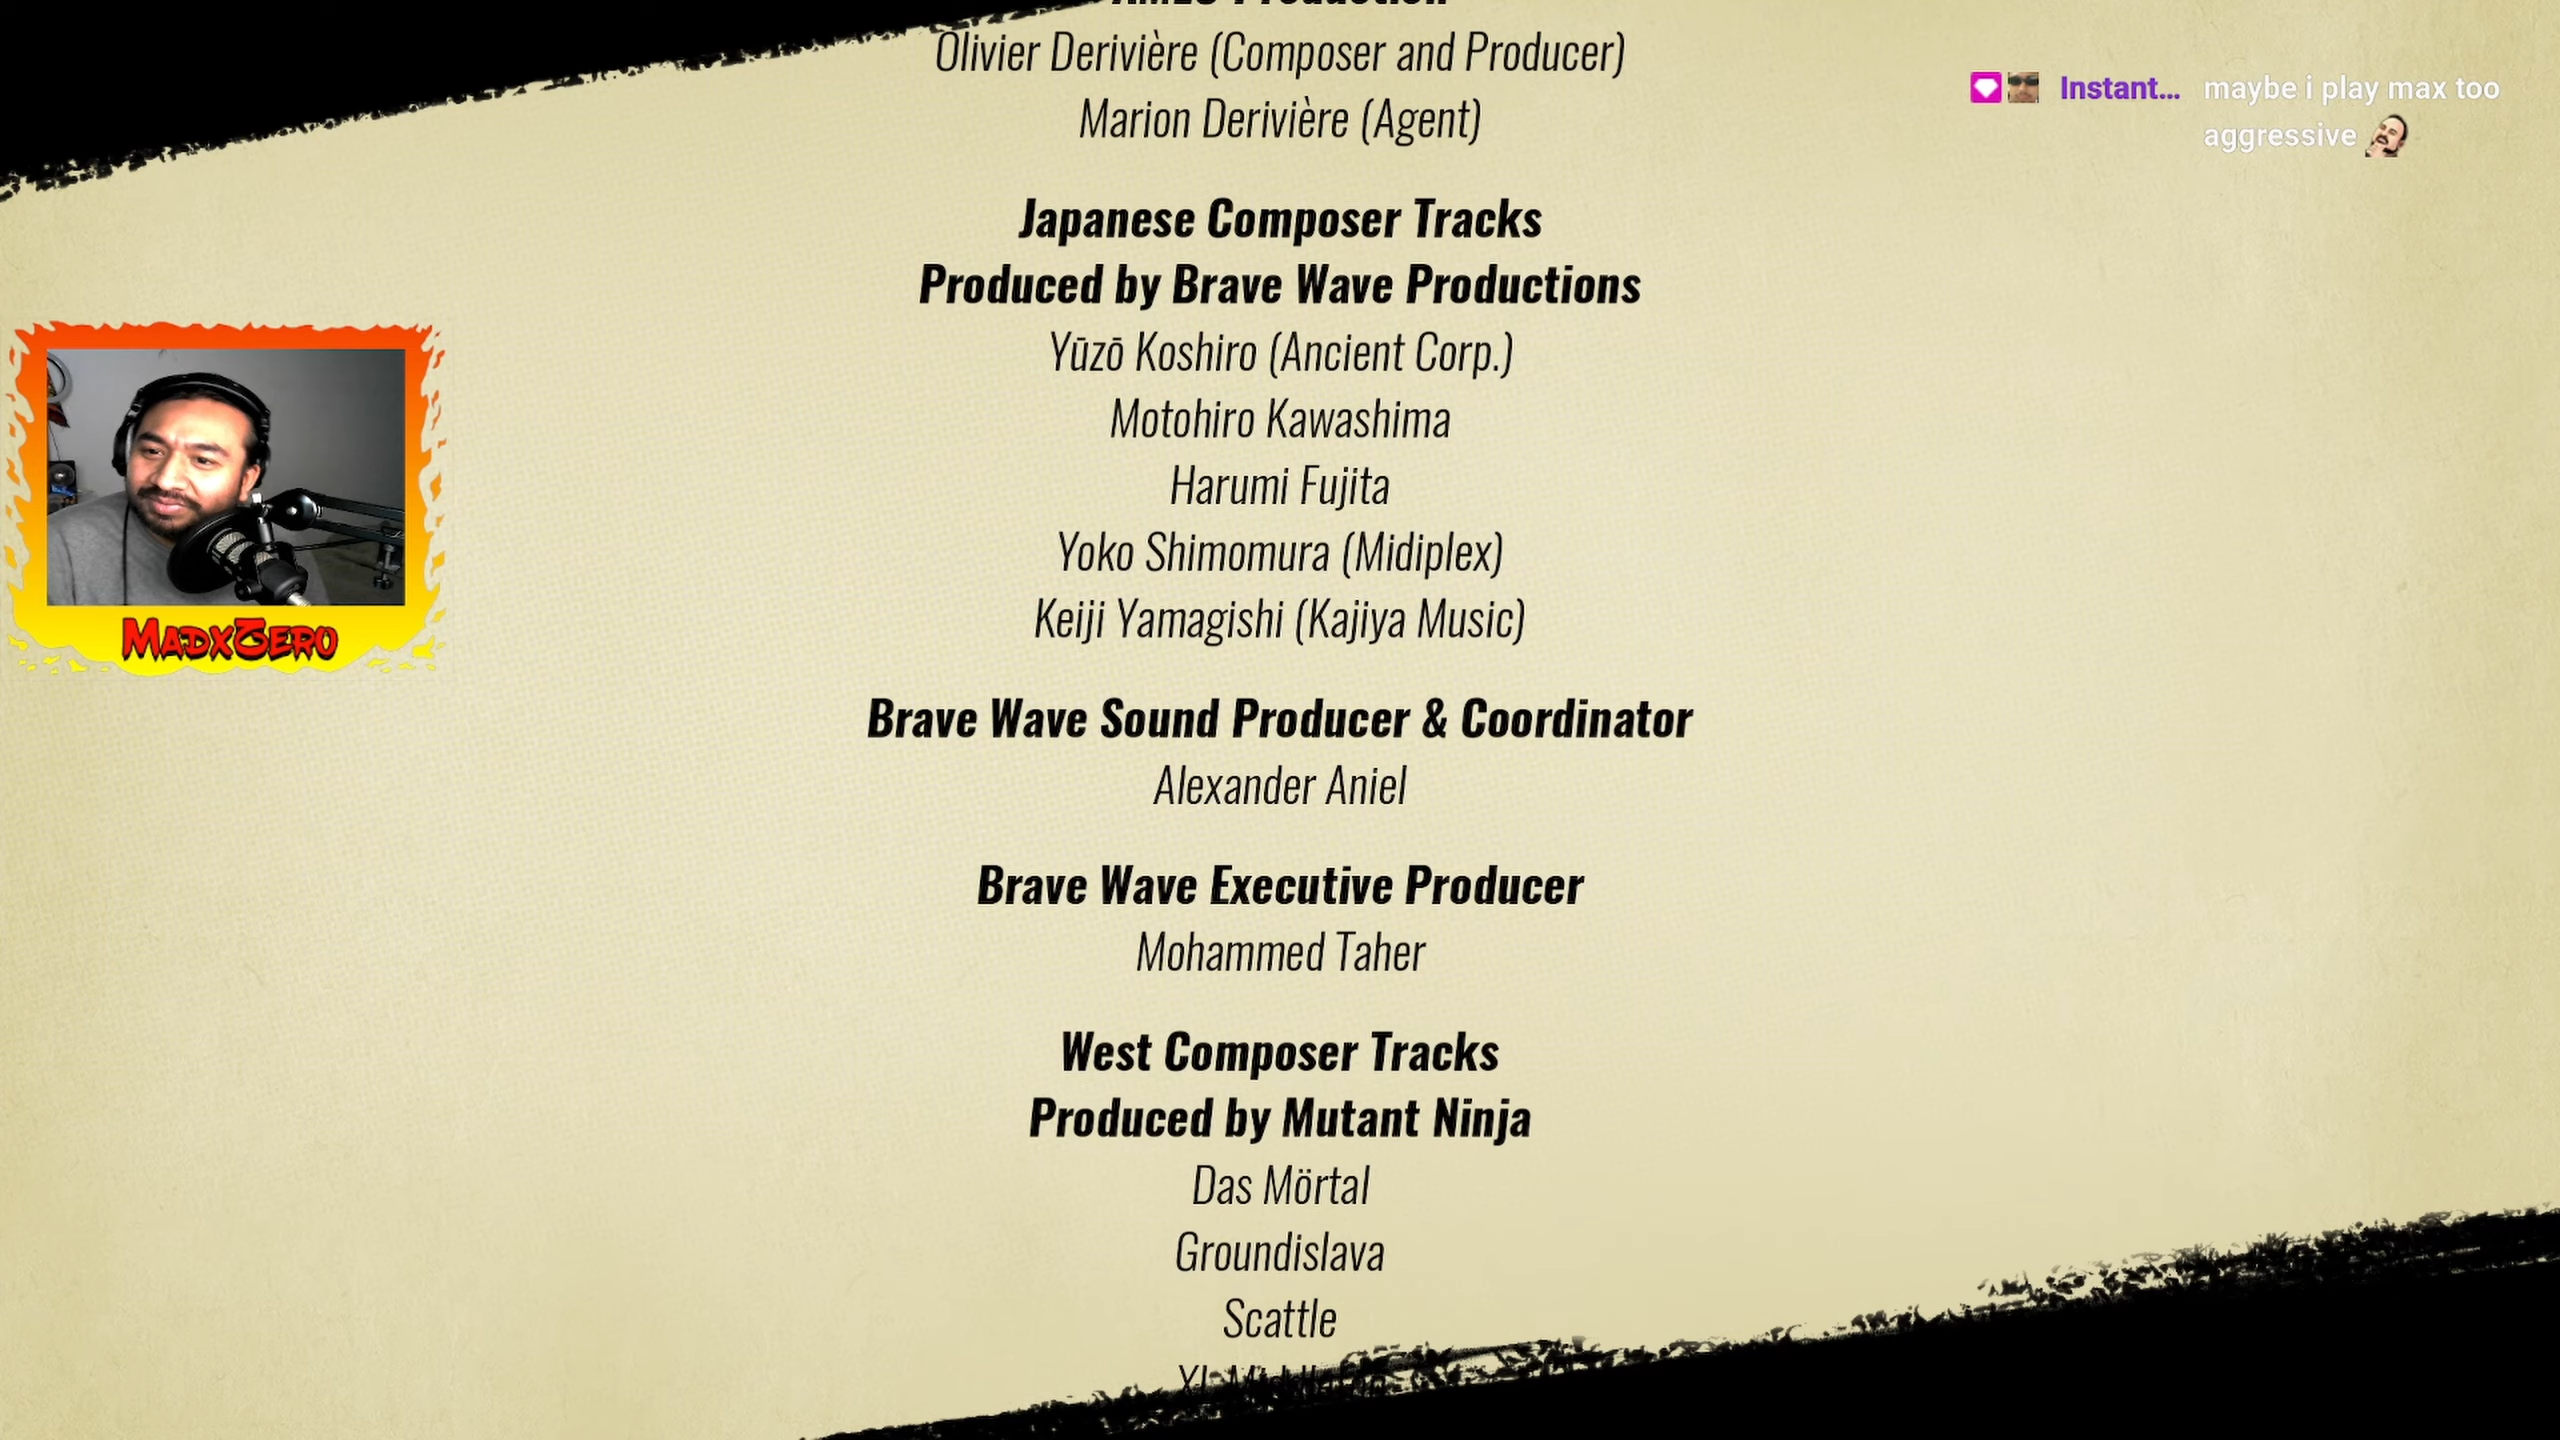 Production
Olivier Derivière (Composer and Producer)
Marion Derivière (Agent)
Japanese Composer Tracks
Produced by Brave Wave Productions
Yūzō Koshiro (Ancient Corp.)
Motohiro Kawashima
Harumi Fujita
Yoko Shimomura (Midiplex)
Keiji Yamagishi (Kajiya Music)
Brave Wave Sound Producer & Coordinator
Alexander Aniel
Brave Wave Executive Producer
Mohammed Taher
West Composer Tracks
Produced by Mutant Ninja
Das Mörtal
Groundislava
Scattle
Instant... maybe i play max too
aggressive
MadxZero